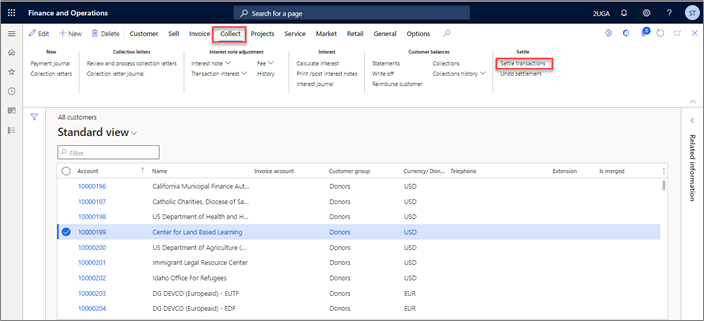 Finance and Operations Search for a page 2UGA ? ST
Edit + New Delete Customer Sell Invoice Collect Projects Service Market Retail General Options 0
New Collection letters Interest note adjustment Interest Customer balances Settle
Payment journal Review and process collection letters Interest note Fee Calculate interest Statements Collections Settle transactions
Collection letters Collection letter journal Transaction interest History Print /post interest notes Write off Collections history Undo settlement
Interest journal Reimburse customer
All customers
Standard view
Filter
Related information
Account Name Invoice account Customer group Currency/ Don... Telephone Extension Is merged
10000196 California Municipal Finance Aut... Donors USD
10000197 Catholic Charities, Diocese of Sa... Donors USD
10000198 US Department of Health and H... Donors USD
10000199 Center for Land Based Learning Donors USD
10000200 US Department of Agriculture (... Donors USD
10000201 Immigrant Legal Resource Center Donors USD
10000202 Idaho Office For Refugees Donors USD
10000203 DG DEVCO (Europeaid) - EUTF Donors EUR
10000204 DG DEVCO (Europeaid) - EDF Donors EUR